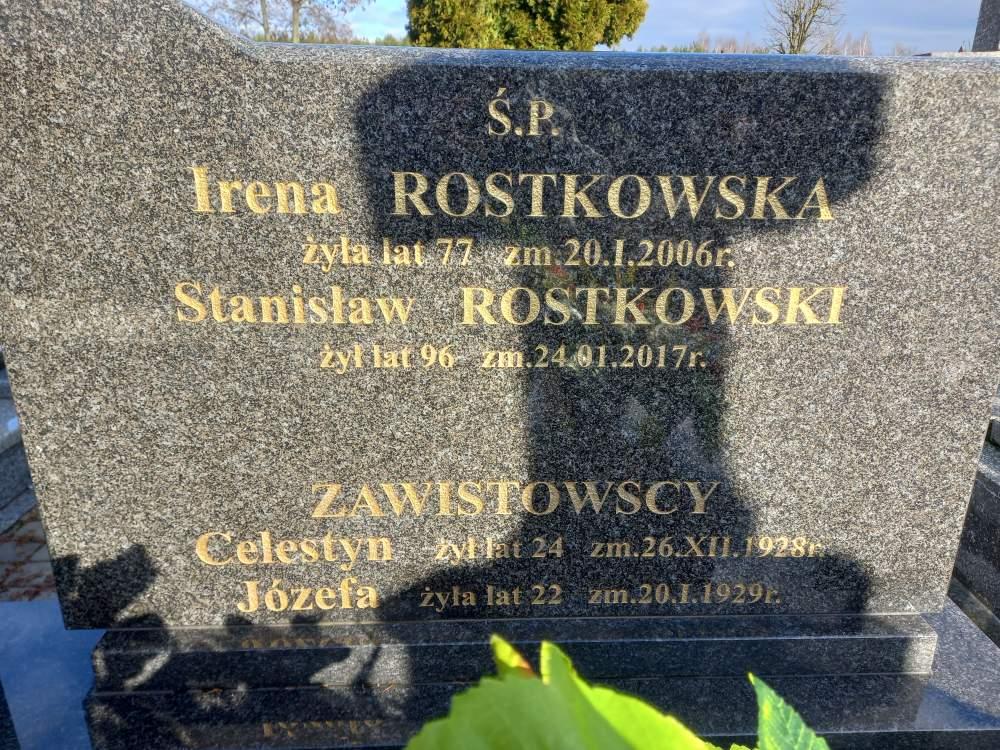 Ś.P.
Irena ROSTKOWSKA
żyła lat 77 zm.20.I.2006r.
Stanisław ROSTKOWSKI
żył lat 96 zm.24.01.2017r.
ZAWISTOWSCY
Celestyn żył lat 24 zm.26.XII.1928r.
Józefa żyła lat 22 zm.20.I.1929r.